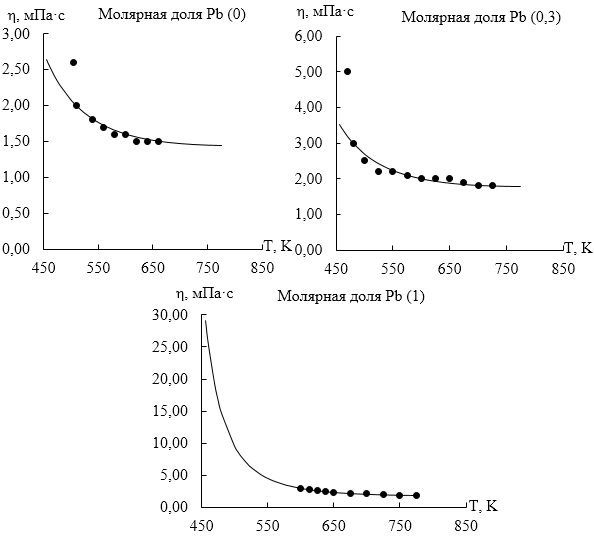 η, мПа·с
Молярная доля Pb (0)
3,00
2,50
2,00
1,50
1,00
0,50
0,00
450 550 650 750 850
T, K
η, мПа·с
Молярная доля Pb (0,3)
6,00
5,00
4,00
3,00
2,00
1,00
0,00
450 550 650 750 850
T, K
η, мПа·с
Молярная доля Pb (1)
30,00
25,00
20,00
15,00
10,00
5,00
0,00
450 550 650 750 850
T, K